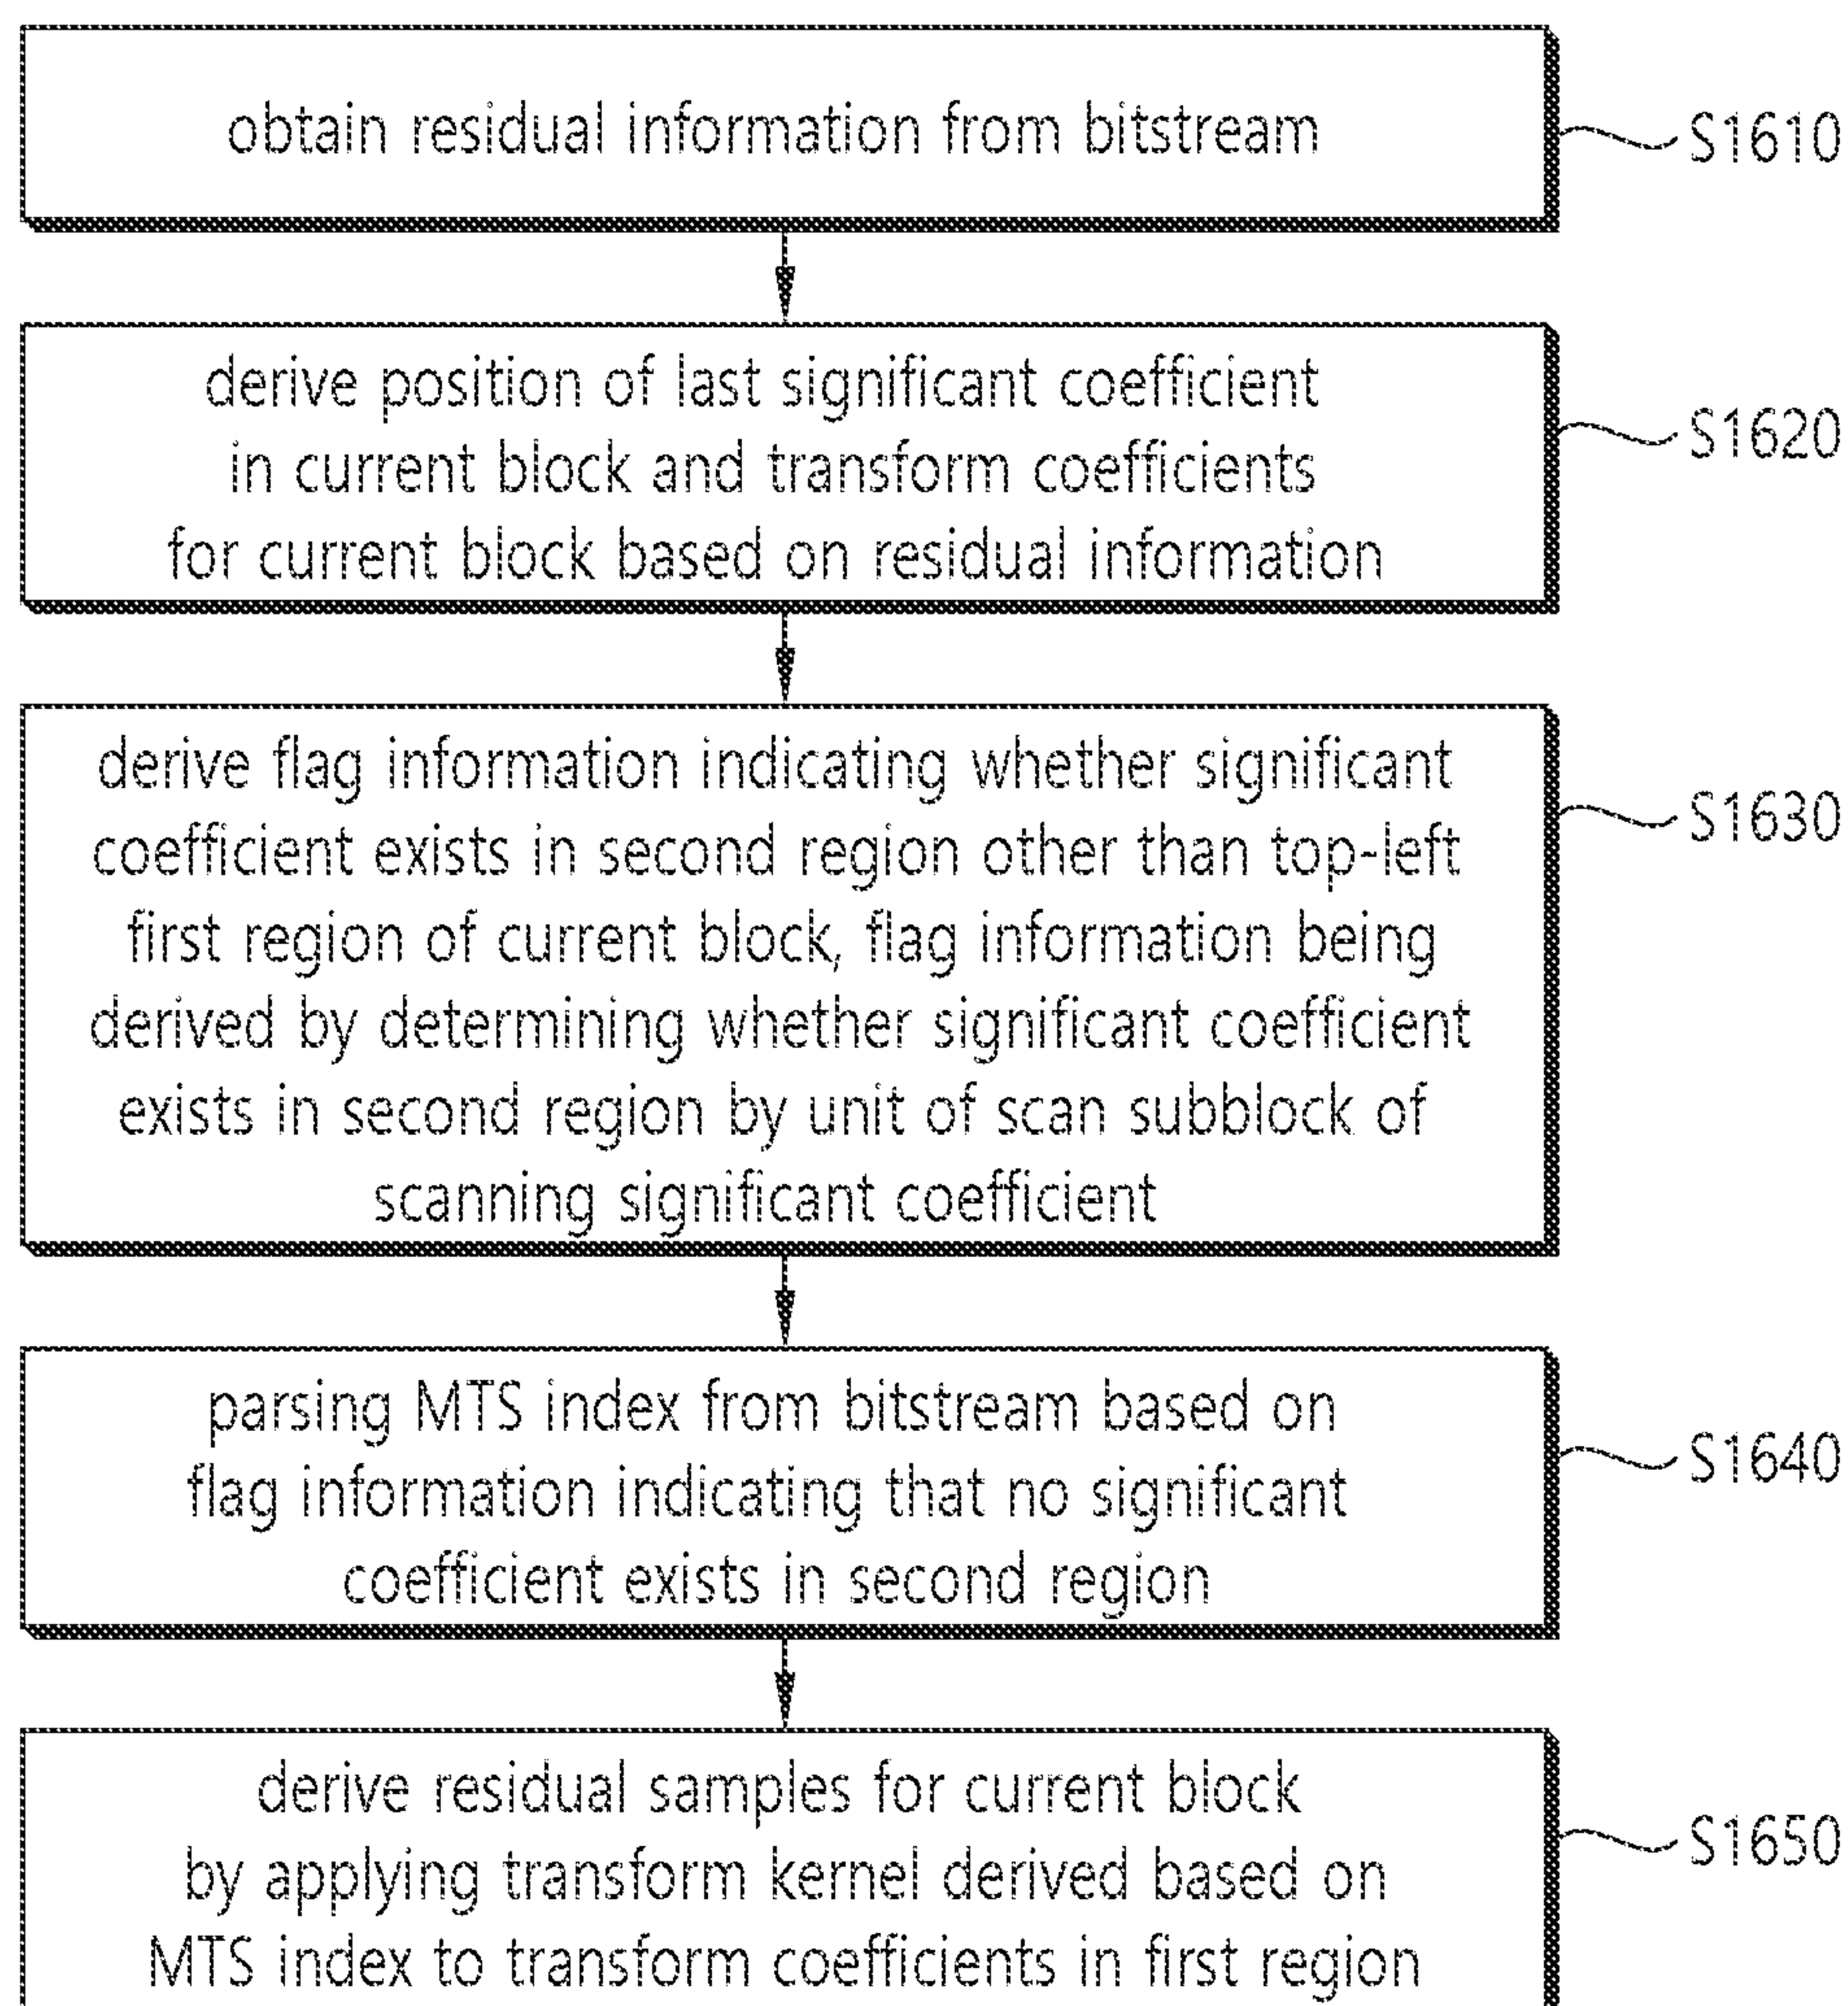 obtain residual information from bitstream
S1610
derive position of last significant coefficient
in current block and transform coefficients
for current block based on residual information
S1620
derive flag information indicating whether significant
coefficient exists in second region other than top-left
first region of current block, flag information being
derived by determining whether significant coefficient
exists in second region by unit of scan subblock of
scanning significant coefficient
S1630
parsing MTS index from bitstream based on
flag information indicating that no significant
coefficient exists in second region
S1640
derive residual samples for current block
by applying transform kernel derived based on
MTS index to transform coefficients in first region
S1650